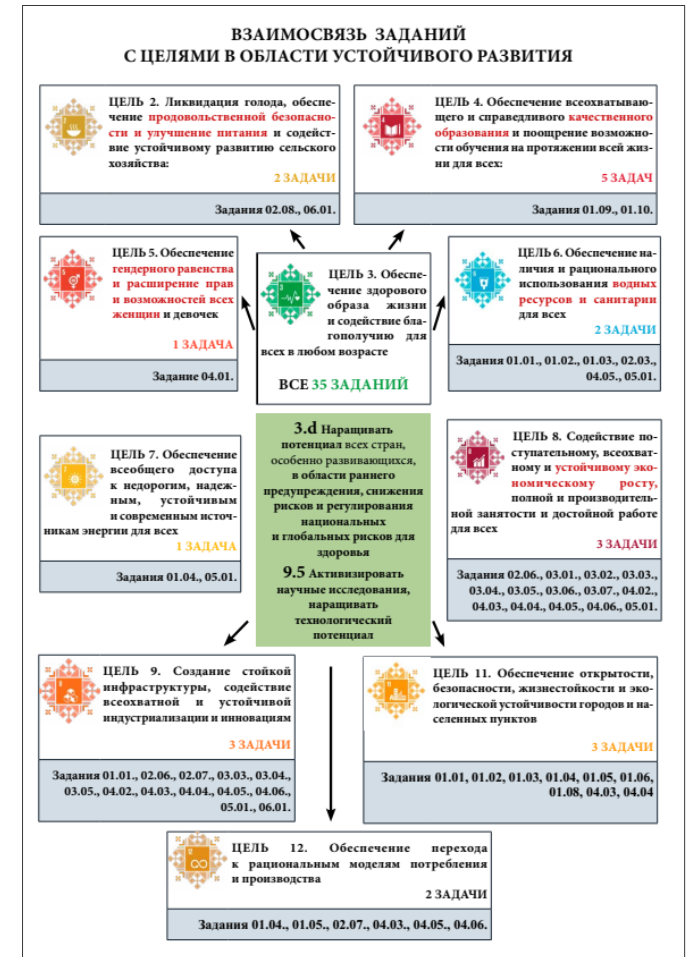 ВЗАИМОСВЯЗЬ ЗАДАНИЙ
С ЦЕЛЯМИ В ОБЛАСТИ УСТОЙЧИВОГО РАЗВИТИЯ
ЦЕЛЬ 2. Ликвидация голода, обеспе-
чение продовольственной безопасно-
сти и улучшение питания и содейст-
вие устойчивому развитию сельского
хозяйства:
2 ЗАДАЧИ
Задания 02.08., 06.01.
ЦЕЛЬ 4. Обеспечение всеохватываю-
щего и справедливого качественного
образования и поощрение возможно-
сти обучения на протяжении всей жиз-
ни для всех:
5 ЗАДАЧ
Задания 01.09., 01.10.
ЦЕЛЬ 5. Обеспечение
гендерного равенства
и расширение прав
и возможностей всех
женщин и девочек
1 ЗАДАЧА
Задание 04.01.
ЦЕЛЬ 3. Обеспе-
чение здорового
образа жизни
и содействие бла-
гополучию для
всех в любом возрасте
ВСЕ 35 ЗАДАНИЙ
ЦЕЛЬ 6. Обеспечение на-
личия и рационального
использования водных
ресурсов и санитарии
для всех
2 ЗАДАЧИ
Задания 01.01., 01.02., 01.03., 02.03.,
04.05., 05.01.
3.d Наращивать
потенциал всех стран,
особенно развивающихся,
в области раннего
предупреждения, снижения
рисков и регулирования
национальных
и глобальных рисков для
здоровья
9.5 Активизировать
научные исследования,
наращивать
технологический
потенциал
ЦЕЛЬ 7. Обеспечение
всеобщего доступа
к недорогим, надеж-
ным, устойчивым
и современным источ-
никам энергии для всех
1 ЗАДАЧА
Задания 01.04., 05.01.
ЦЕЛЬ 8. Содействие по-
ступательному, всеохват-
ному и устойчивому эко-
номическому росту,
полной и производитель-
ной занятости и достойной работе
для всех
3 ЗАДАЧИ
Задания 02.06., 03.01., 03.02., 03.03.,
03.04., 03.05., 03.06., 03.07., 04.02.,
04.03., 04.04., 04.05., 04.06., 05.01.
ЦЕЛЬ 9. Создание стойкой
инфраструктуры, содействие
всеохватной и устойчивой
индустриализации и инновациям
3 ЗАДАЧИ
Задания 01.01., 02.06., 02.07., 03.03., 03.04.,
03.05., 04.02., 04.03., 04.04., 04.05., 04.06.,
05.01., 06.01.
ЦЕЛЬ 11. Обеспечение открытости,
безопасности, жизнестойкости и эко-
логической устойчивости городов и на-
селенных пунктов
3 ЗАДАЧИ
Задания 01.01, 01.02, 01.03, 01.04, 01.05, 01.06,
01.08, 04.03, 04.04
ЦЕЛЬ 12. Обеспечение перехода
к рациональным моделям потребления
и производства
2 ЗАДАЧИ
Задания 01.04., 01.05., 02.07., 04.03., 04.05., 04.06.